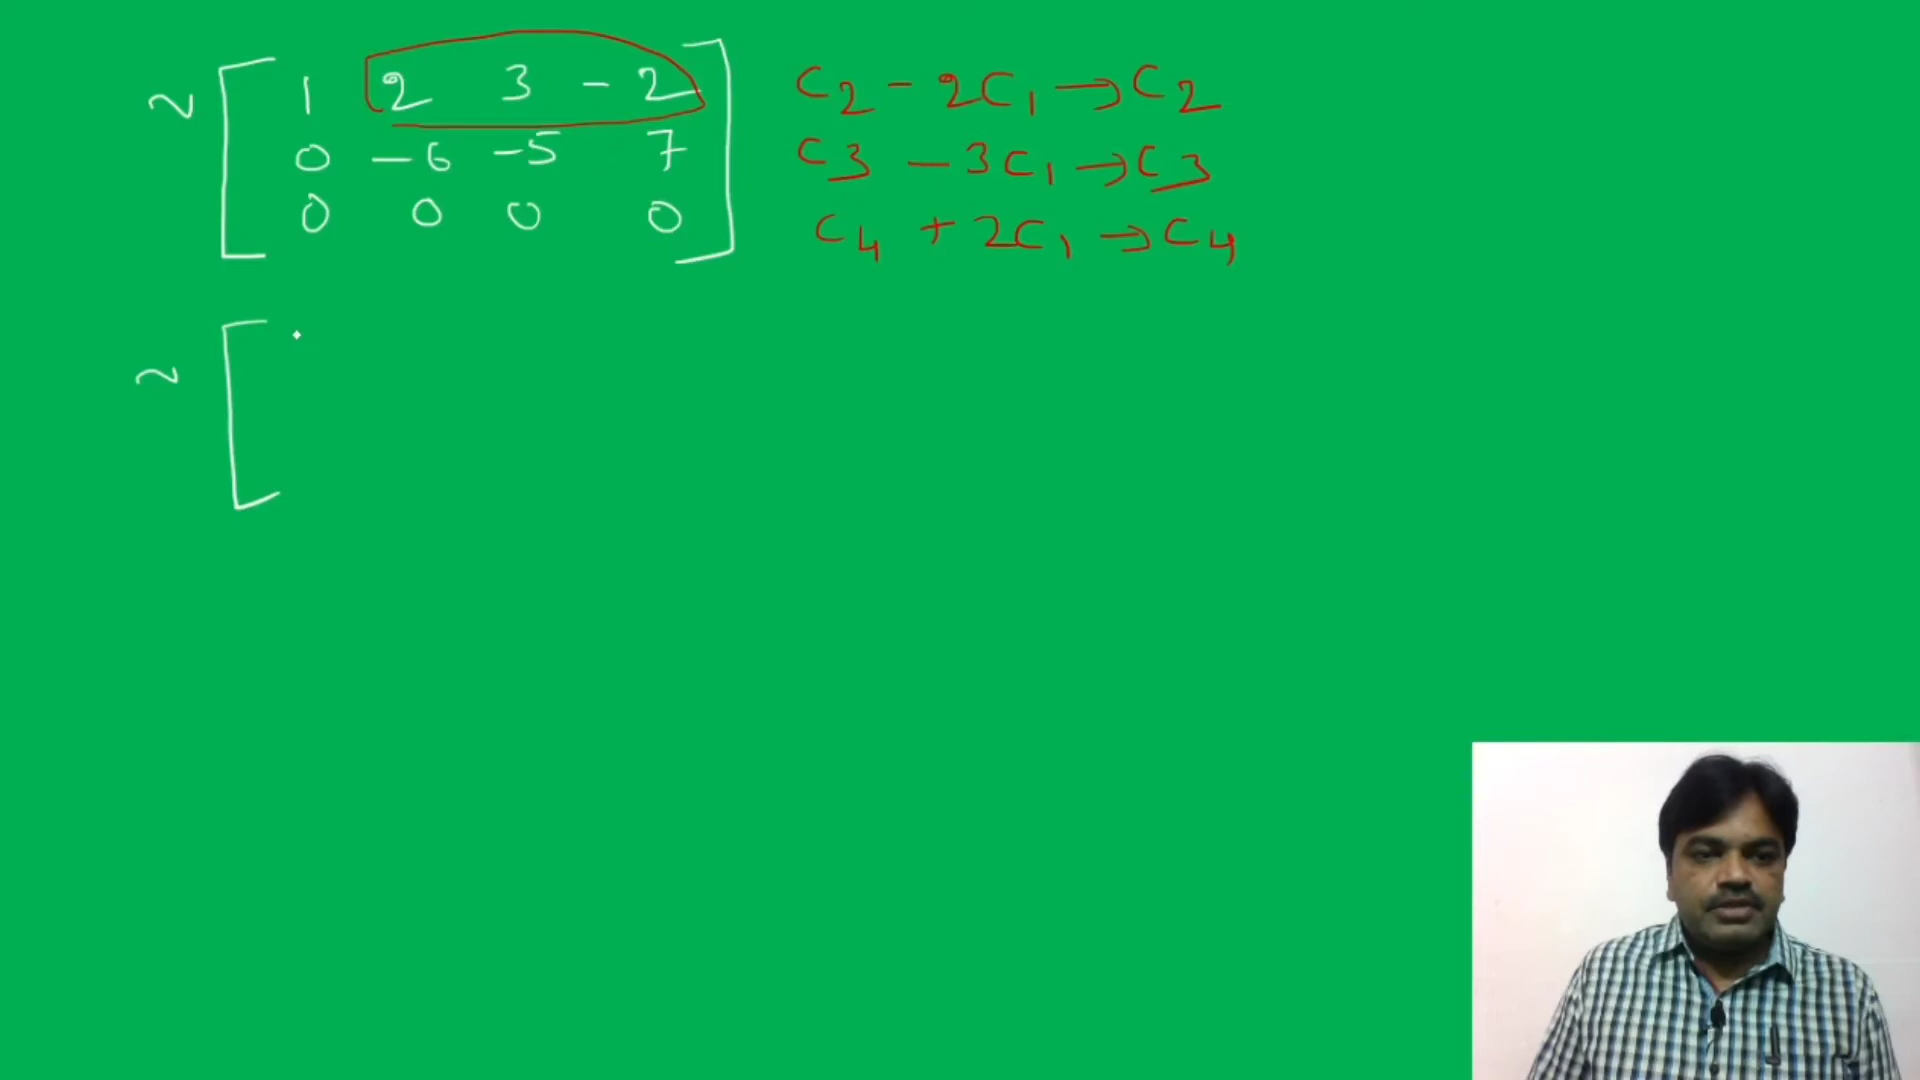 ~ [ 1 2 3 -2 ] C2 - 2C1 → C2
0 -6 -5 7 C3 - 3C1 → C3
0 0 0 0 C4 + 2C1 → C4
~ [